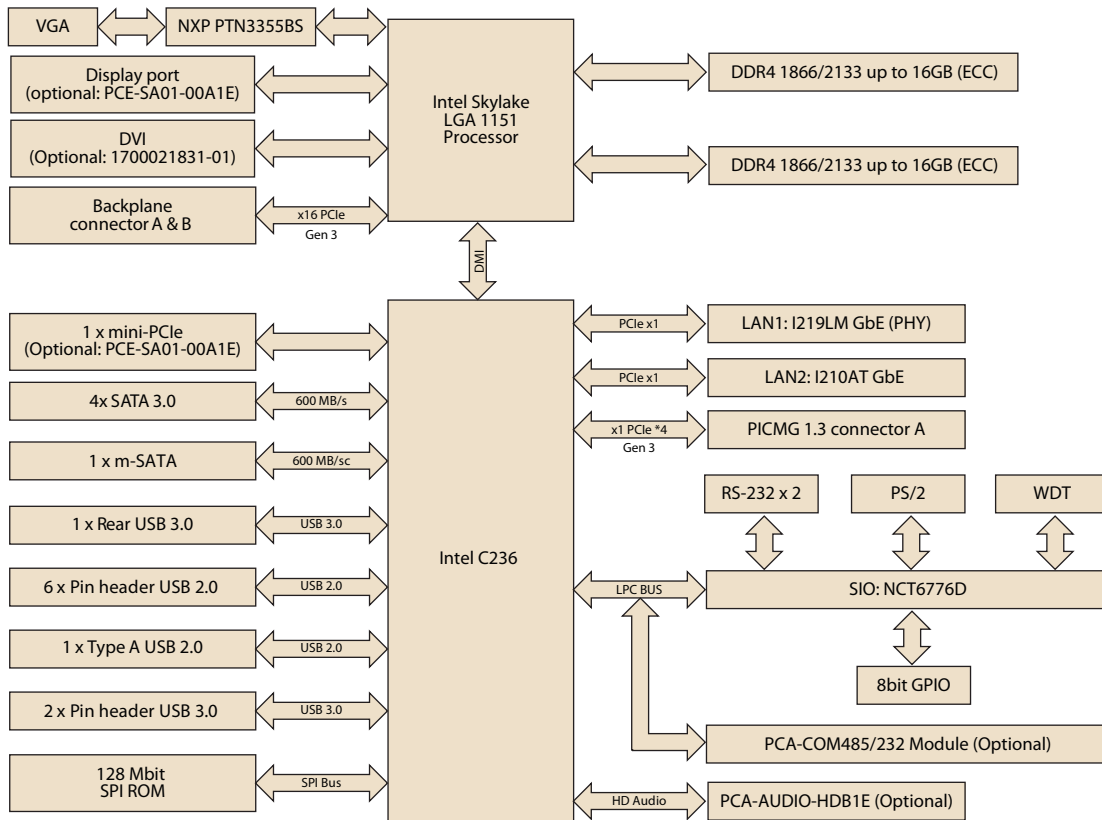 VGA
NXP PTN3355BS
Display port
(optional: PCE-SA01-00A1E)
DVI
(Optional: 1700021831-01)
Backplane
connector A & B
x16 PCIe
Gen 3
Intel Skylake
LGA 1151
Processor
DDR4 1866/2133 up to 16GB (ECC)
DDR4 1866/2133 up to 16GB (ECC)
DMI
1 x mini-PCIe
(Optional: PCE-SA01-00A1E)
4x SATA 3.0
600 MB/s
1 x m-SATA
600 MB/sc
1 x Rear USB 3.0
USB 3.0
6 x Pin header USB 2.0
USB 2.0
1 x Type A USB 2.0
USB 2.0
2 x Pin header USB 3.0
USB 3.0
128 Mbit
SPI ROM
SPI Bus
Intel C236
PCIe x1
LAN1: I219LM GbE (PHY)
PCIe x1
LAN2: I210AT GbE
x1 PCIe *4
Gen 3
PICMG 1.3 connector A
RS-232 x 2
PS/2
WDT
LPC BUS
SIO: NCT6776D
8bit GPIO
PCA-COM485/232 Module (Optional)
HD Audio
PCA-AUDIO-HDB1E (Optional)